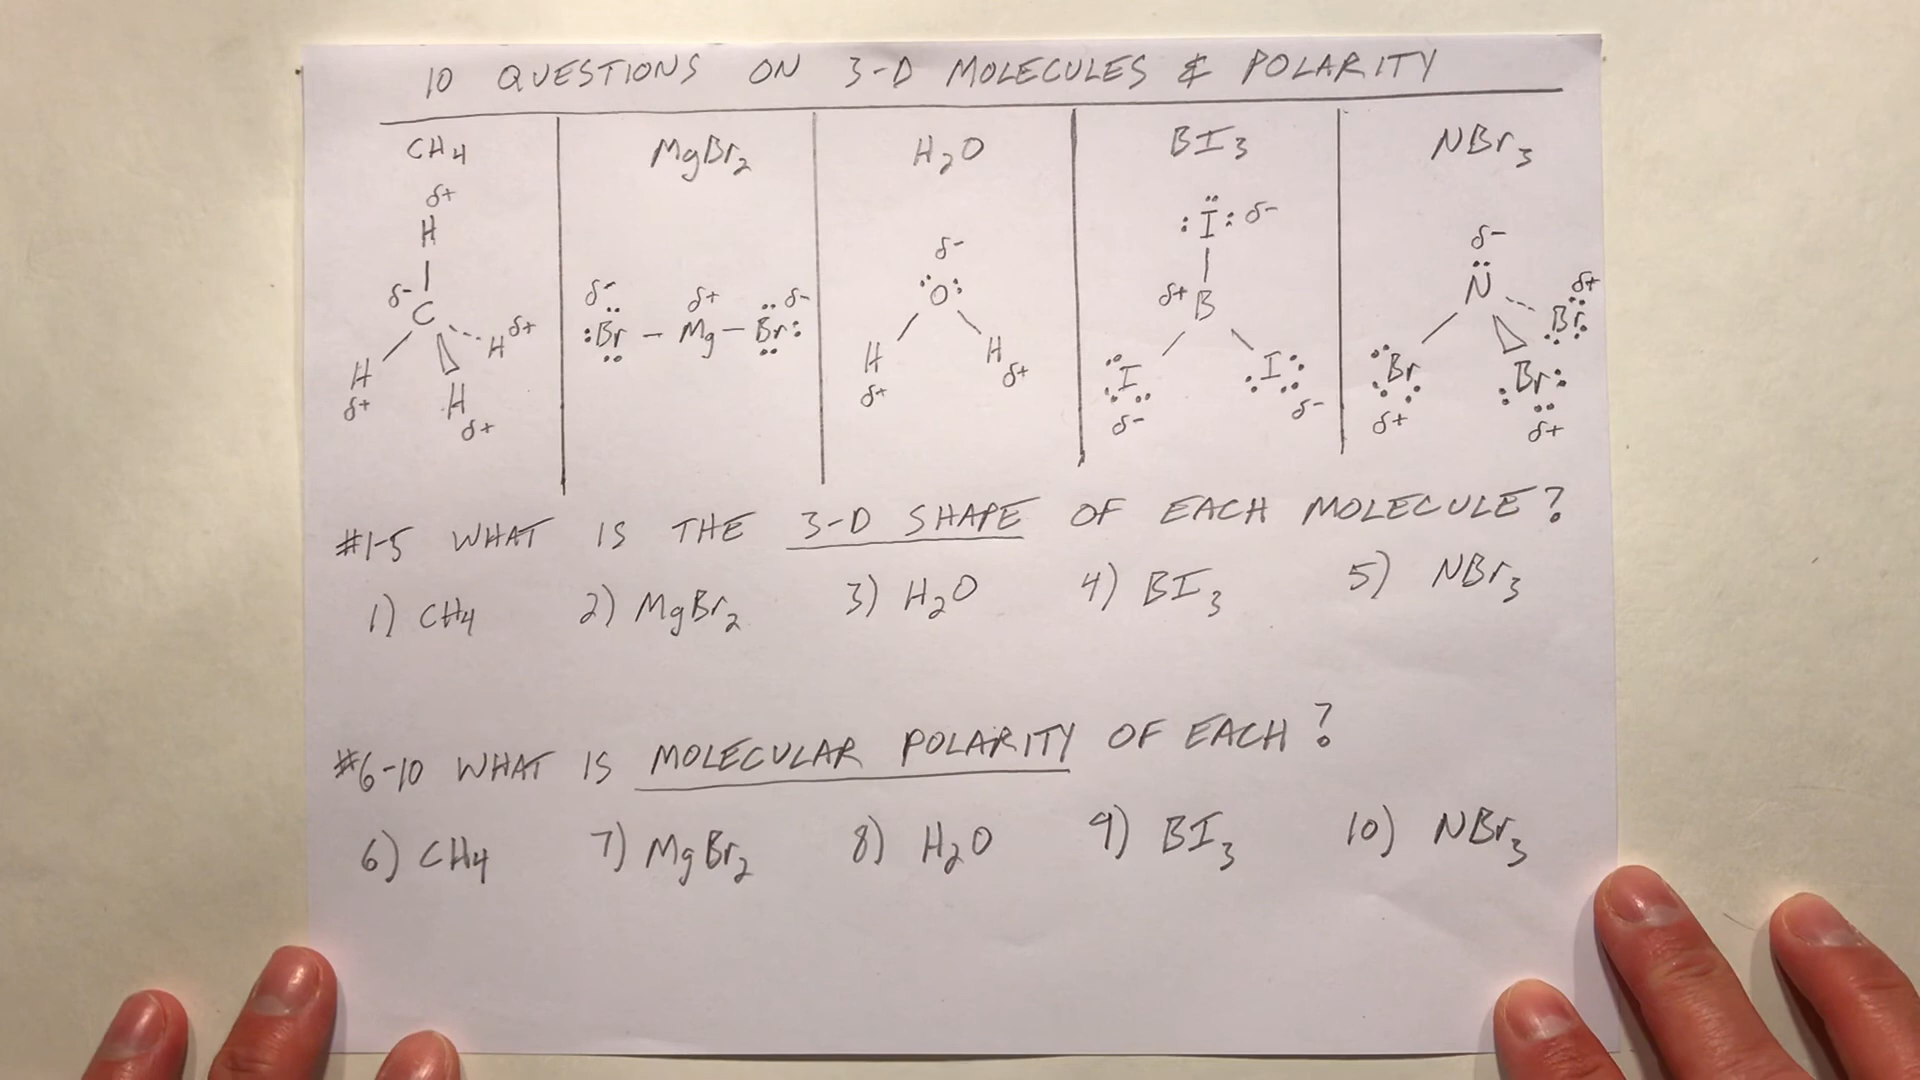 10 QUESTIONS ON 3-D MOLECULES & POLARITY
CH₄ MgBr₂ H₂O BI₃ NBr₃
δ+
H
δ-
C
H δ+
H
δ+
H
δ+
δ- δ+ δ-
:Br - Mg - Br:
δ-
O
H H
δ+ δ+
:I: δ-
δ+ B
I I
δ- δ-
δ-
N
δ+
Br
Br Br
δ+ δ+
#1-5 WHAT IS THE 3-D SHAPE OF EACH MOLECULE?
1) CH₄ 2) MgBr₂ 3) H₂O 4) BI₃ 5) NBr₃
#6-10 WHAT IS MOLECULAR POLARITY OF EACH?
6) CH₄ 7) MgBr₂ 8) H₂O 9) BI₃ 10) NBr₃